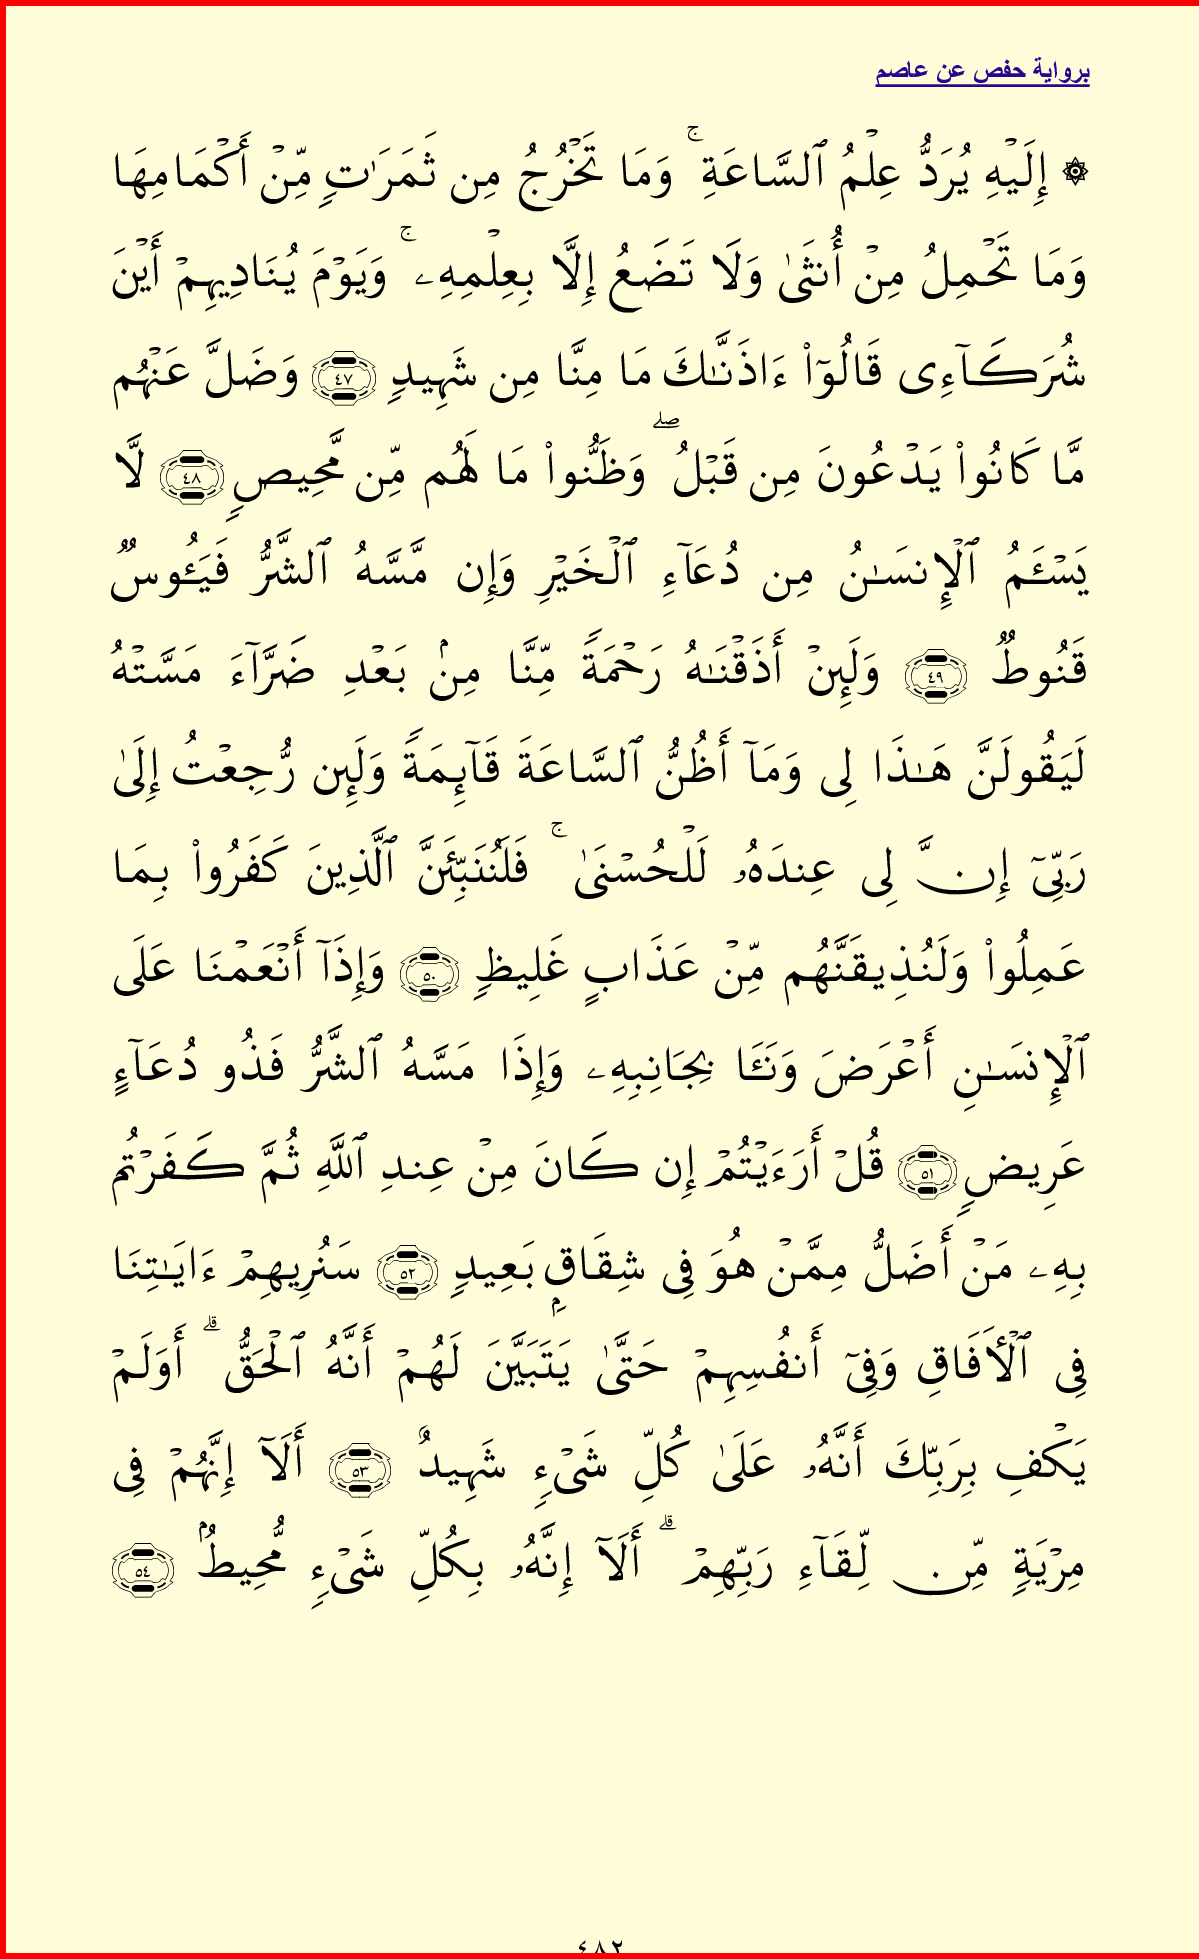 برواية حفص عن عاصم
۞ إِلَيۡهِ يُرَدُّ عِلۡمُ ٱلسَّاعَةِۚ وَمَا تَخۡرُجُ مِن ثَمَرَٰتٖ مِّنۡ أَكۡمَامِهَا
وَمَا تَحۡمِلُ مِنۡ أُنثَىٰ وَلَا تَضَعُ إِلَّا بِعِلۡمِهِۦۚ وَيَوۡمَ يُنَادِيهِمۡ أَيۡنَ
شُرَكَآءِي قَالُوٓاْ ءَاذَنَّٰكَ مَا مِنَّا مِن شَهِيدٖ ٤٧ وَضَلَّ عَنۡهُم
مَّا كَانُواْ يَدۡعُونَ مِن قَبۡلُۖ وَظَنُّواْ مَا لَهُم مِّن مَّحِيصٖ ٤٨ لَّا
يَسۡـَٔمُ ٱلۡإِنسَٰنُ مِن دُعَآءِ ٱلۡخَيۡرِ وَإِن مَّسَّهُ ٱلشَّرُّ فَيَـُٔوسٞ
قَنُوطٞ ٤٩ وَلَئِنۡ أَذَقۡنَٰهُ رَحۡمَةٗ مِّنَّا مِنۢ بَعۡدِ ضَرَّآءَ مَسَّتۡهُ
لَيَقُولَنَّ هَٰذَا لِي وَمَآ أَظُنُّ ٱلسَّاعَةَ قَآئِمَةٗ وَلَئِن رُّجِعۡتُ إِلَىٰ
رَبِّيٓ إِنَّ لِي عِندَهُۥ لَلۡحُسۡنَىٰۚ فَلَنُنَبِّئَنَّ ٱلَّذِينَ كَفَرُواْ بِمَا
عَمِلُواْ وَلَنُذِيقَنَّهُم مِّنۡ عَذَابٍ غَلِيظٖ ٥٠ وَإِذَآ أَنۡعَمۡنَا عَلَى
ٱلۡإِنسَٰنِ أَعۡرَضَ وَنَـَٔا بِجَانِبِهِۦ وَإِذَا مَسَّهُ ٱلشَّرُّ فَذُو دُعَآءٍ
عَرِيضٖ ٥١ قُلۡ أَرَءَيۡتُمۡ إِن كَانَ مِنۡ عِندِ ٱللَّهِ ثُمَّ كَفَرۡتُم
بِهِۦ مَنۡ أَضَلُّ مِمَّنۡ هُوَ فِي شِقَاقِۭ بَعِيدٖ ٥٢ سَنُرِيهِمۡ ءَايَٰتِنَا
فِي ٱلۡأٓفَاقِ وَفِيٓ أَنفُسِهِمۡ حَتَّىٰ يَتَبَيَّنَ لَهُمۡ أَنَّهُ ٱلۡحَقُّۗ أَوَلَمۡ
يَكۡفِ بِرَبِّكَ أَنَّهُۥ عَلَىٰ كُلِّ شَيۡءٖ شَهِيدٌ ٥٣ أَلَآ إِنَّهُمۡ فِي
مِرۡيَةٖ مِّن لِّقَآءِ رَبِّهِمۡۗ أَلَآ إِنَّهُۥ بِكُلِّ شَيۡءٖ مُّحِيطُۢ ٥٤
٤٨٢